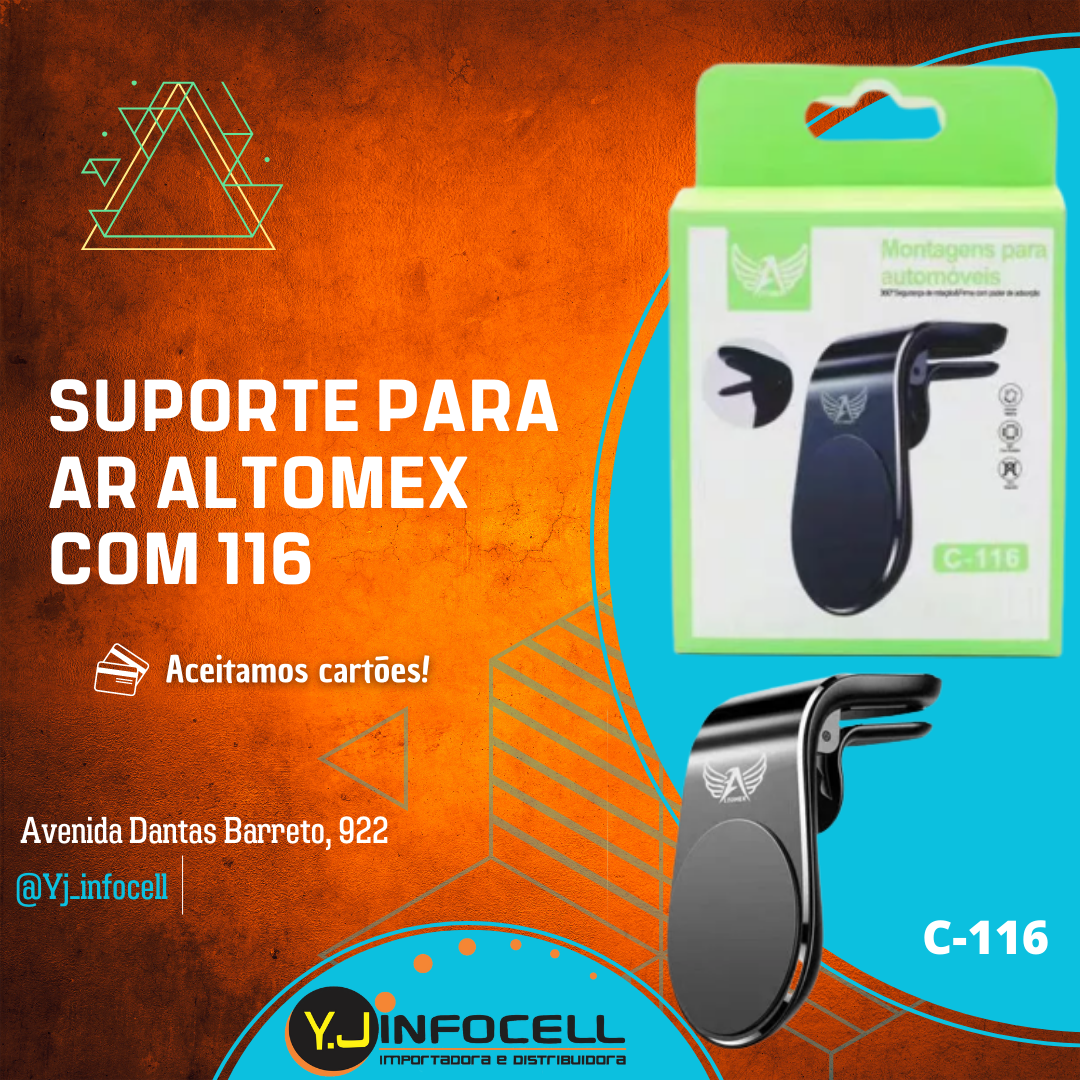 SUPORTE PARA
AR ALTOMEX
COM 116
Aceitamos cartões!
Avenida Dantas Barreto, 922
@Yj_infocell
Montagens para
automóveis
C-116
ALTOMEX
C-116
Y.J INFOCELL
IMPORTADORA E DISTRIBUIDORA